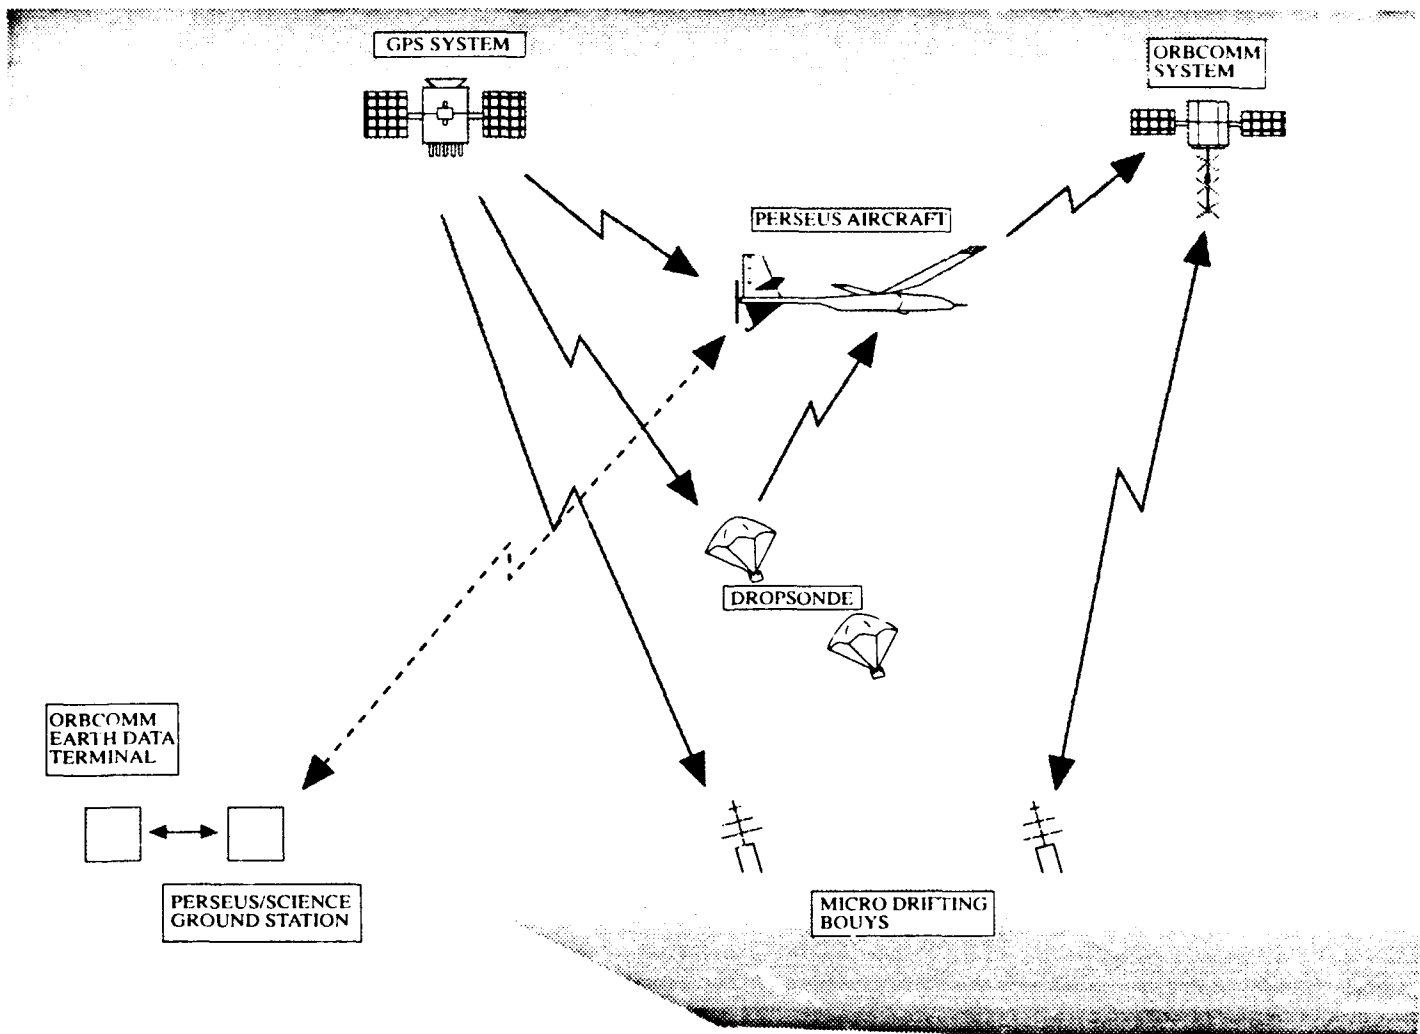 GPS SYSTEM
ORBCOMM
SYSTEM
PERSEUS AIRCRAFT
DROPSONDE
ORBCOMM
EARTH DATA
TERMINAL
PERSEUS/SCIENCE
GROUND STATION
MICRO DRIFTING
BOUYS